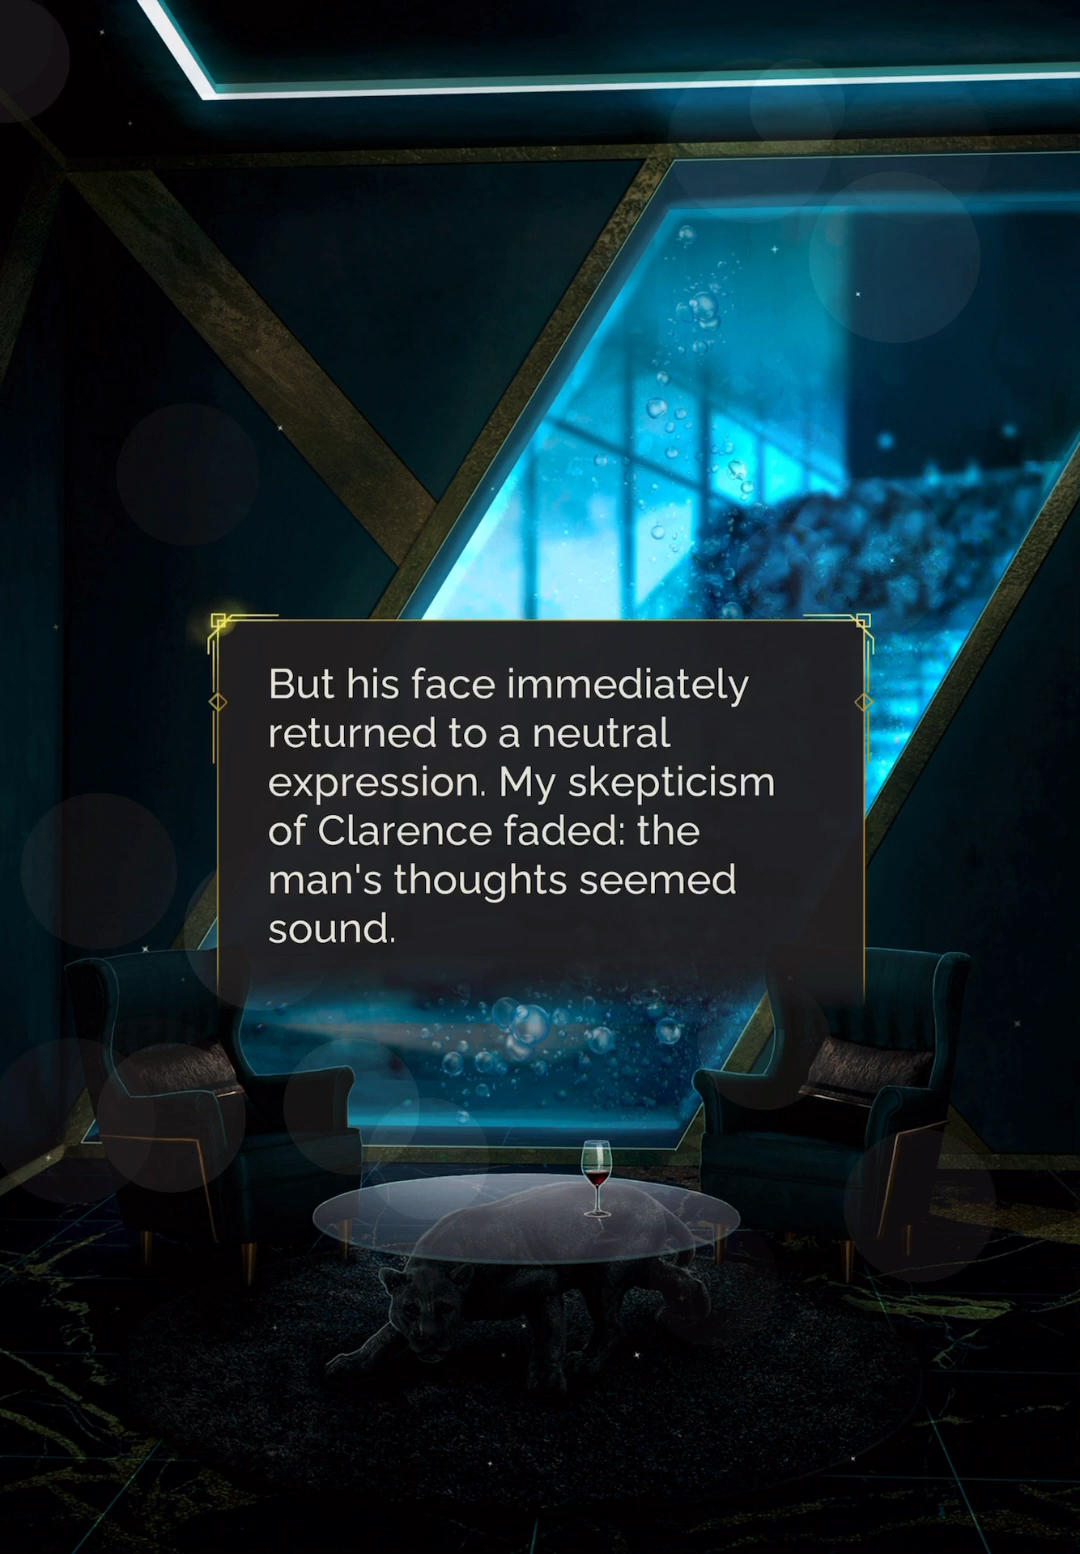 But his face immediately
returned to a neutral
expression. My skepticism
of Clarence faded: the
man's thoughts seemed
sound.